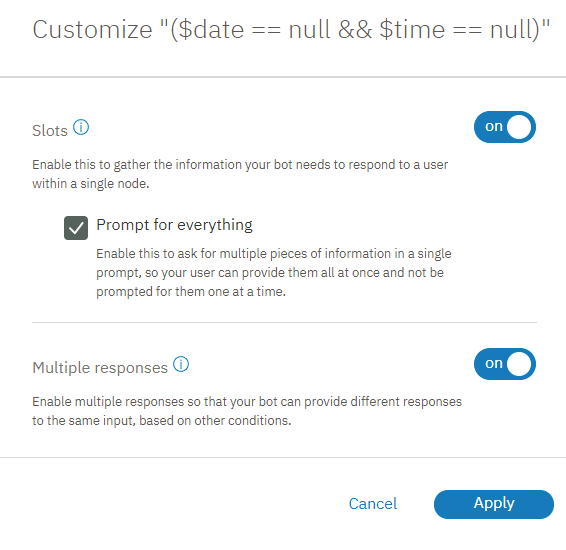 Customize "($date == null && $time == null)"
Slots
on
Enable this to gather the information your bot needs to respond to a user
within a single node.
Prompt for everything
Enable this to ask for multiple pieces of information in a single
prompt, so your user can provide them all at once and not be
prompted for them one at a time.
Multiple responses
on
Enable multiple responses so that your bot can provide different responses
to the same input, based on other conditions.
Cancel
Apply